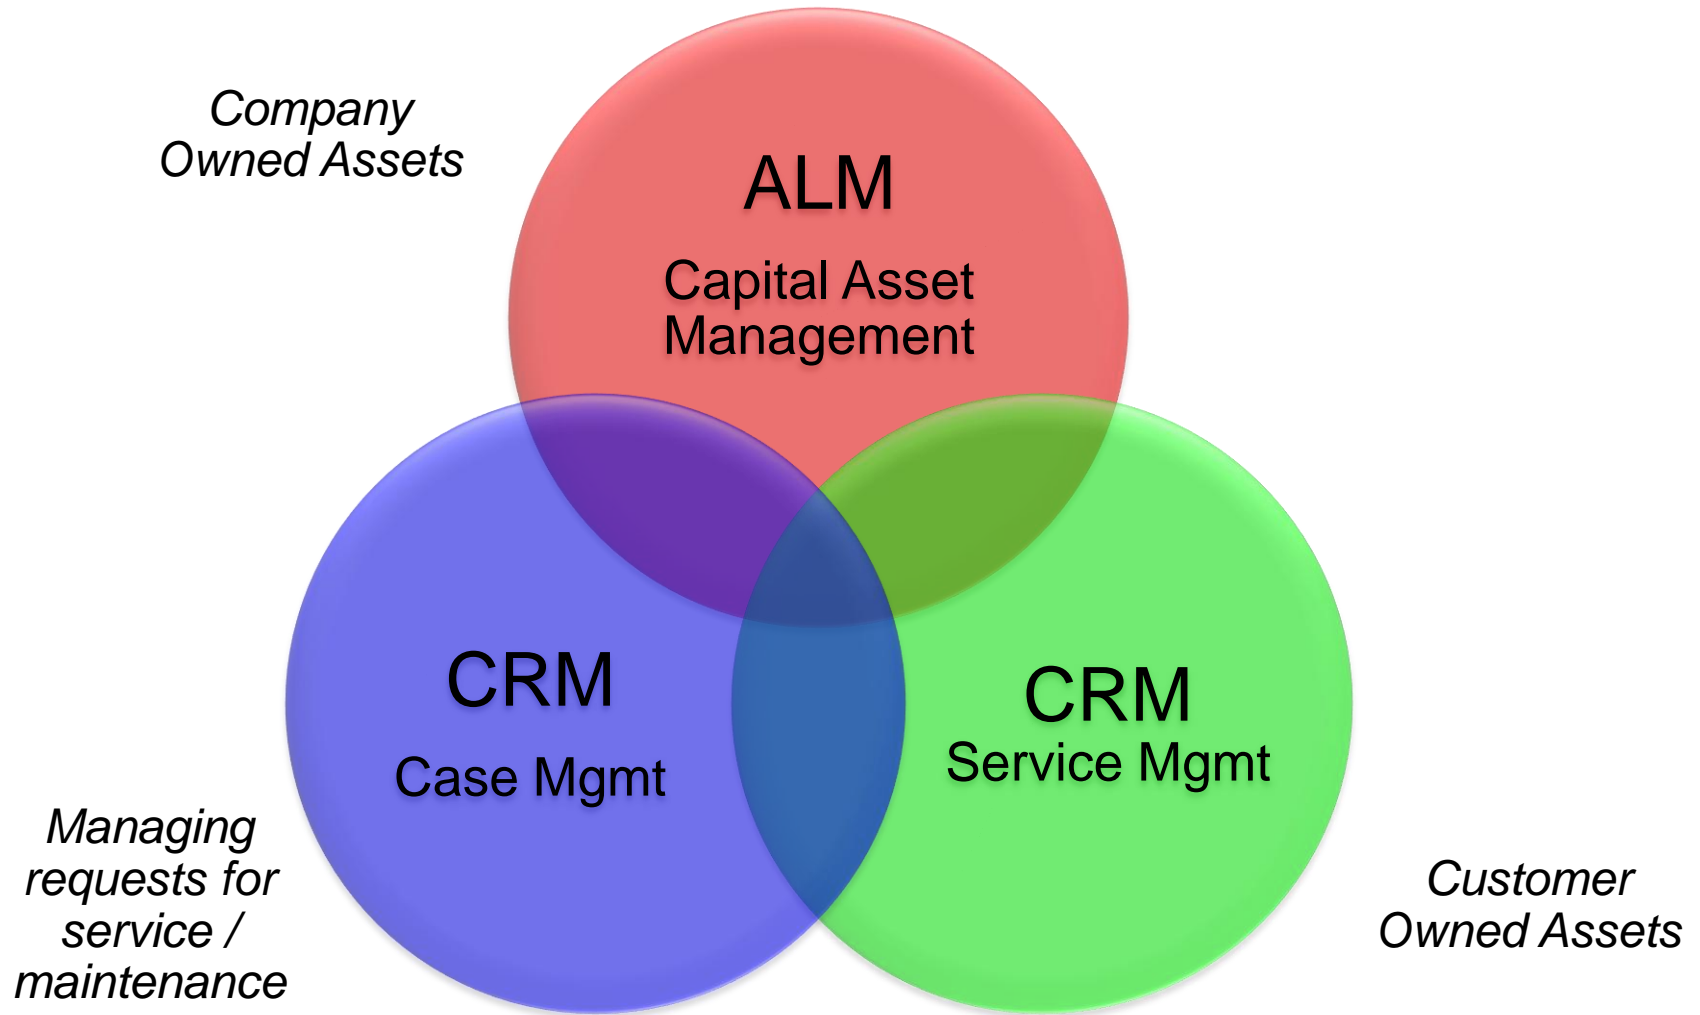 Company
Owned Assets
ALM
Capital Asset
Management
CRM
Case Mgmt
CRM
Service Mgmt
Managing
requests for
service /
maintenance
Customer
Owned Assets